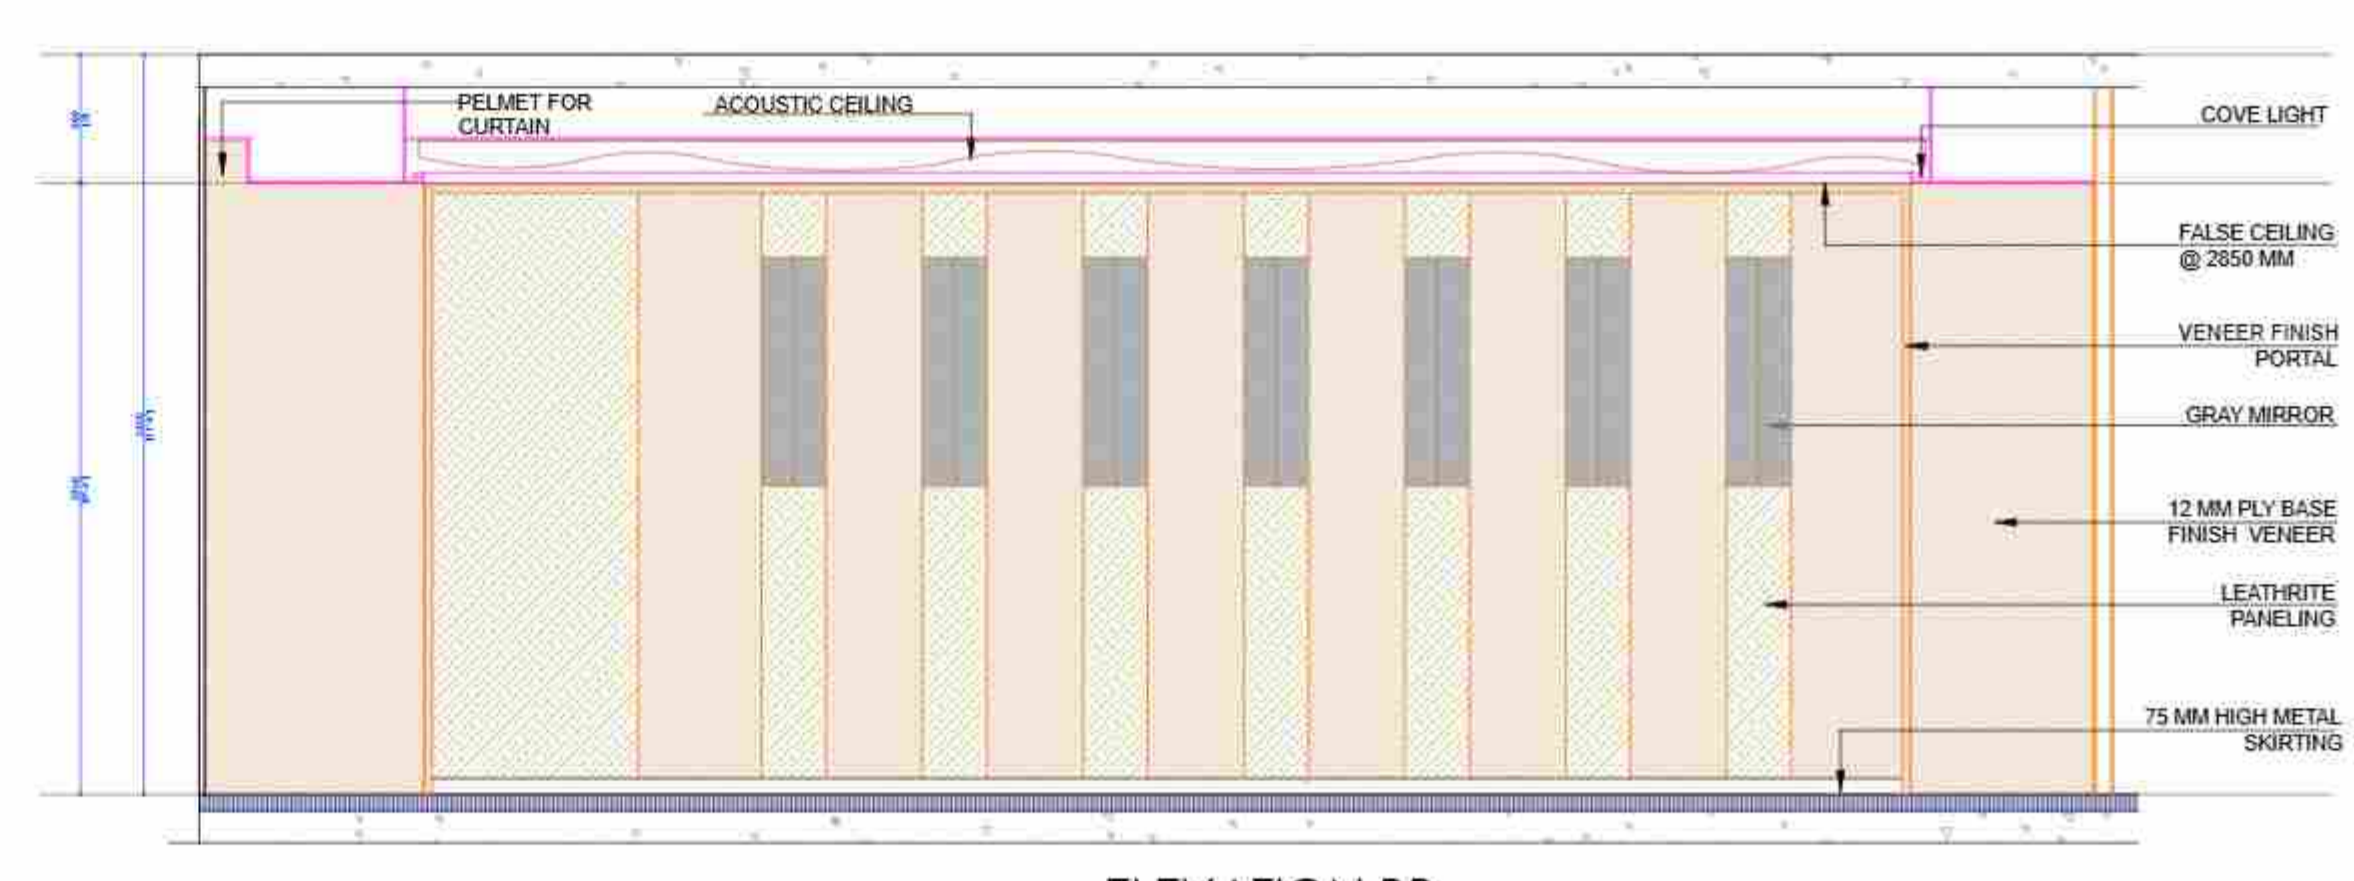 PELMET FOR
CURTAIN
ACOUSTIC CEILING
COVE LIGHT
FALSE CEILING
@ 2850 MM
VENEER FINISH
PORTAL
GRAY MIRROR
12 MM PLY BASE
FINISH VENEER
LEATHRITE
PANELING
75 MM HIGH METAL
SKIRTING